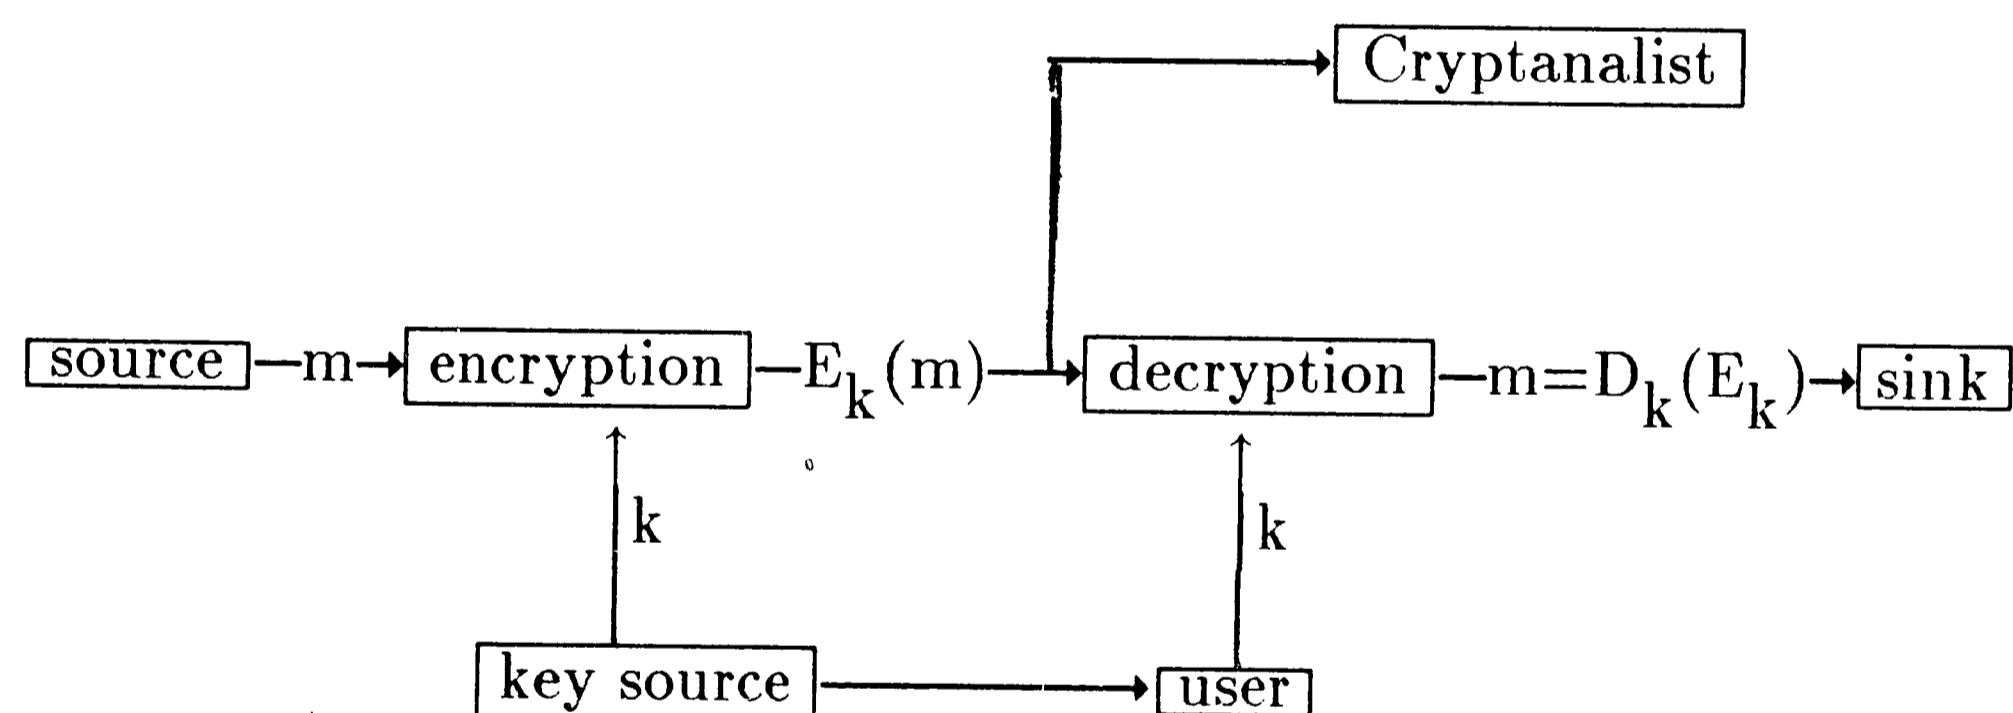 Cryptanalist
source —m→ encryption —E_k(m)—→ decryption —m=D_k(E_k)→ sink
k k
key source user